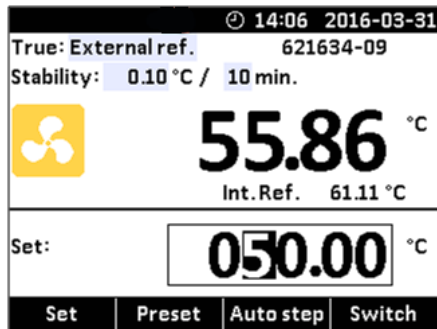 14:06 2016-03-31
True: External ref. 621634-09
Stability: 0.10 °C / 10 min.
55.86 °C
Int. Ref. 61.11 °C
Set: 050.00 °C
Set Preset Auto step Switch